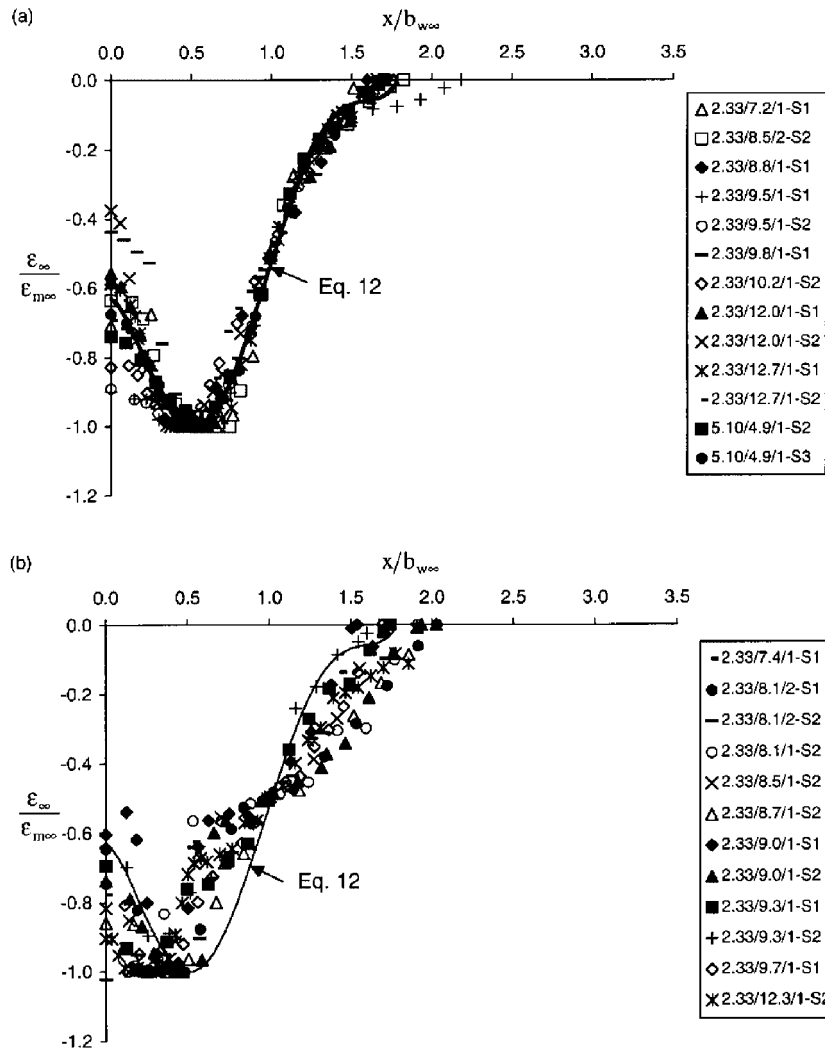 (a)
x/b_w∞
0.0 0.5 1.0 1.5 2.0 2.5 3.0 3.5
0.0
-0.2
-0.4
-0.6
-0.8
-1.0
-1.2
ε∞
εm∞
Eq. 12
2.33/7.2/1-S1
2.33/8.5/2-S2
2.33/8.8/1-S1
2.33/9.5/1-S1
2.33/9.5/1-S2
2.33/9.8/1-S1
2.33/10.2/1-S2
2.33/12.0/1-S1
2.33/12.0/1-S2
2.33/12.7/1-S1
2.33/12.7/1-S2
5.10/4.9/1-S2
5.10/4.9/1-S3
(b)
x/b_w∞
0.0 0.5 1.0 1.5 2.0 2.5 3.0 3.5
0.0
-0.2
-0.4
-0.6
-0.8
-1.0
-1.2
ε∞
εm∞
Eq. 12
2.33/7.4/1-S1
2.33/8.1/2-S1
2.33/8.1/2-S2
2.33/8.1/1-S2
2.33/8.5/1-S2
2.33/8.7/1-S2
2.33/9.0/1-S1
2.33/9.0/1-S2
2.33/9.3/1-S1
2.33/9.3/1-S2
2.33/9.7/1-S1
2.33/12.3/1-S2